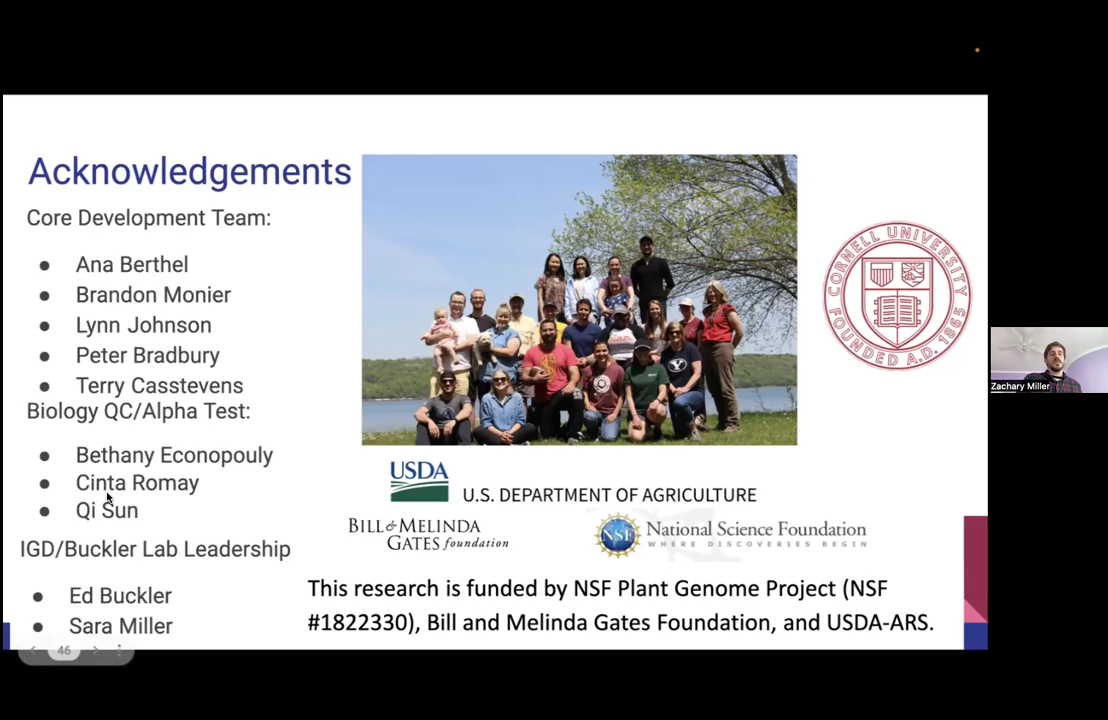 Acknowledgements
Core Development Team:
● Ana Berthel
● Brandon Monier
● Lynn Johnson
● Peter Bradbury
● Terry Casstevens
Biology QC/Alpha Test:
● Bethany Econopouly
● Cinta Romay
● Qi Sun
IGD/Buckler Lab Leadership
● Ed Buckler
● Sara Miller
46
CORNELL UNIVERSITY
FOUNDED A.D. 1865
Zachary Miller
USDA
U.S. DEPARTMENT OF AGRICULTURE
BILL & MELINDA
GATES foundation
NSF
National Science Foundation
WHERE DISCOVERIES BEGIN
This research is funded by NSF Plant Genome Project (NSF
#1822330), Bill and Melinda Gates Foundation, and USDA-ARS.